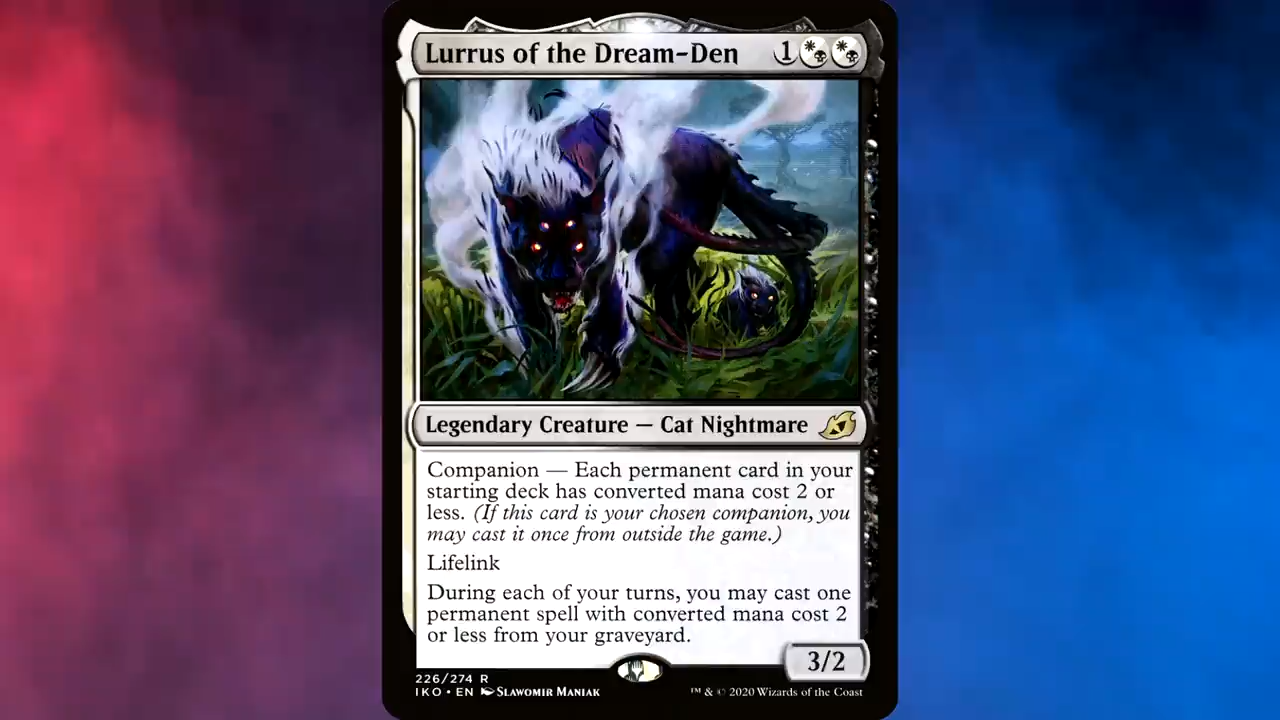 Lurrus of the Dream-Den 1
Legendary Creature — Cat Nightmare
Companion — Each permanent card in your
starting deck has converted mana cost 2 or
less. (If this card is your chosen companion, you
may cast it once from outside the game.)
Lifelink
During each of your turns, you may cast one
permanent spell with converted mana cost 2
or less from your graveyard.
3/2
226/274 R
IKO • EN Slawomir Maniak
™ & © 2020 Wizards of the Coast